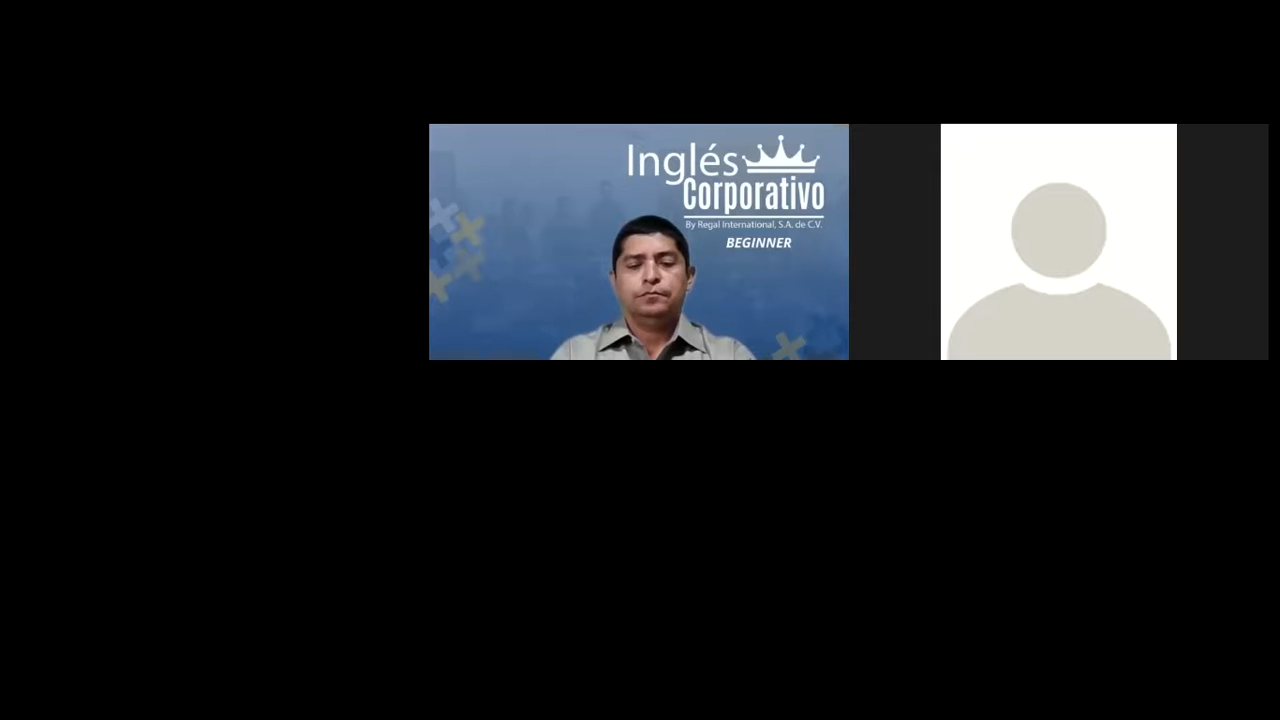 Inglés
Corporativo
By Regal International, S.A. de C.V.
BEGINNER